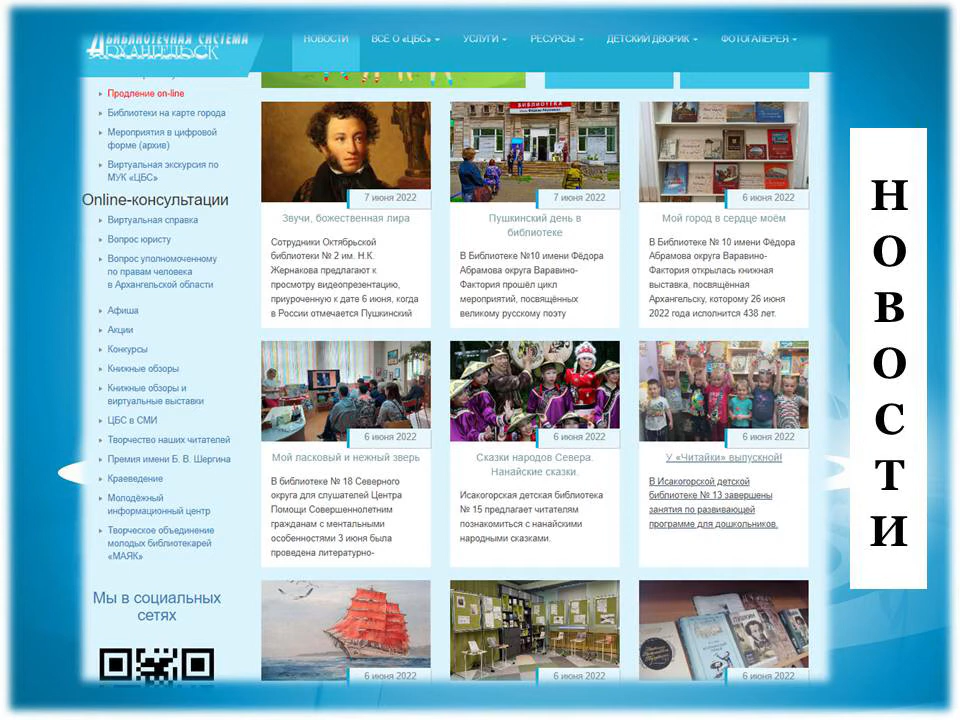 БИБЛИОТЕЧНАЯ СИСТЕМА
АРХАНГЕЛЬСК
НОВОСТИ
ВСЁ О «ЦБС»
УСЛУГИ
РЕСУРСЫ
ДЕТСКИЙ ДВОРИК
ФОТОГАЛЕРЕЯ
Продление on-line
Библиотеки на карте города
Мероприятия в цифровой
форме (архив)
Виртуальная экскурсия по
МУК «ЦБС»
Online-консультации
Виртуальная справка
Вопрос юристу
Вопрос уполномоченному
по правам человека
в Архангельской области
Афиша
Акции
Конкурсы
Книжные обзоры
Книжные обзоры и
виртуальные выставки
ЦБС в СМИ
Творчество наших читателей
Премия имени Б. В. Шергина
Краеведение
Молодёжный
информационный центр
Творческое объединение
молодых библиотекарей
«МАЯК»
Мы в социальных
сетях
7 июня 2022
Звучи, божественная лира
Сотрудники Октябрьской
библиотеки № 2 им. Н.К.
Жернакова предлагают к
просмотру видеопрезентацию,
приуроченную к дате 6 июня, когда
в России отмечается Пушкинский
БИБЛИОТЕКА
7 июня 2022
Пушкинский день в
библиотеке
В Библиотеке №10 имени Фёдора
Абрамова округа Варавино-
Фактория прошёл цикл
мероприятий, посвящённых
великому русскому поэту
6 июня 2022
Мой город в сердце моём
В Библиотеке № 10 имени Фёдора
Абрамова округа Варавино-
Фактория открылась книжная
выставка, посвящённая
Архангельску, которому 26 июня
2022 года исполнится 438 лет.
6 июня 2022
Мой ласковый и нежный зверь
В библиотеке № 18 Северного
округа для слушателей Центра
Помощи Совершеннолетним
гражданам с ментальными
особенностями 3 июня была
проведена литературно-
6 июня 2022
Сказки народов Севера.
Нанайские сказки.
Исакогорская детская библиотека
№ 15 предлагает читателям
познакомиться с нанайскими
народными сказками.
6 июня 2022
У «Читайки» выпускной!
В Исакогорской детской
библиотеке № 13 завершены
занятия по развивающей
программе для дошкольников.
6 июня 2022
6 июня 2022
6 июня 2022
Н
О
В
О
С
Т
И